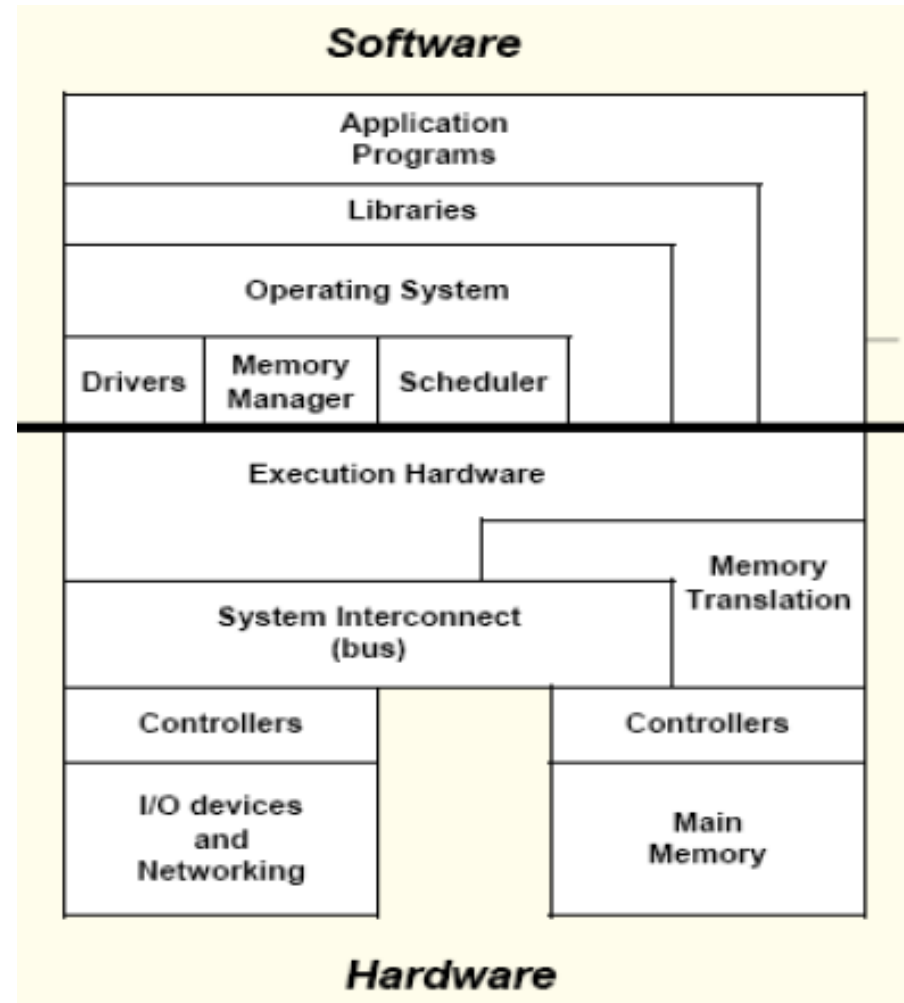 Software
Application
Programs
Libraries
Operating System
Drivers
Memory
Manager
Scheduler
Execution Hardware
Memory
Translation
System Interconnect
(bus)
Controllers
Controllers
I/O devices
and
Networking
Main
Memory
Hardware